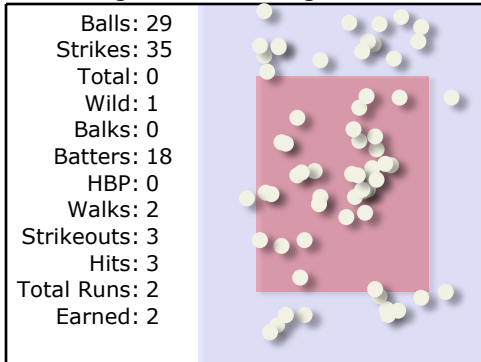 Balls: 29
Strikes: 35
Total: 0
Wild: 1
Balks: 0
Batters: 18
HBP: 0
Walks: 2
Strikeouts: 3
Hits: 3
Total Runs: 2
Earned: 2